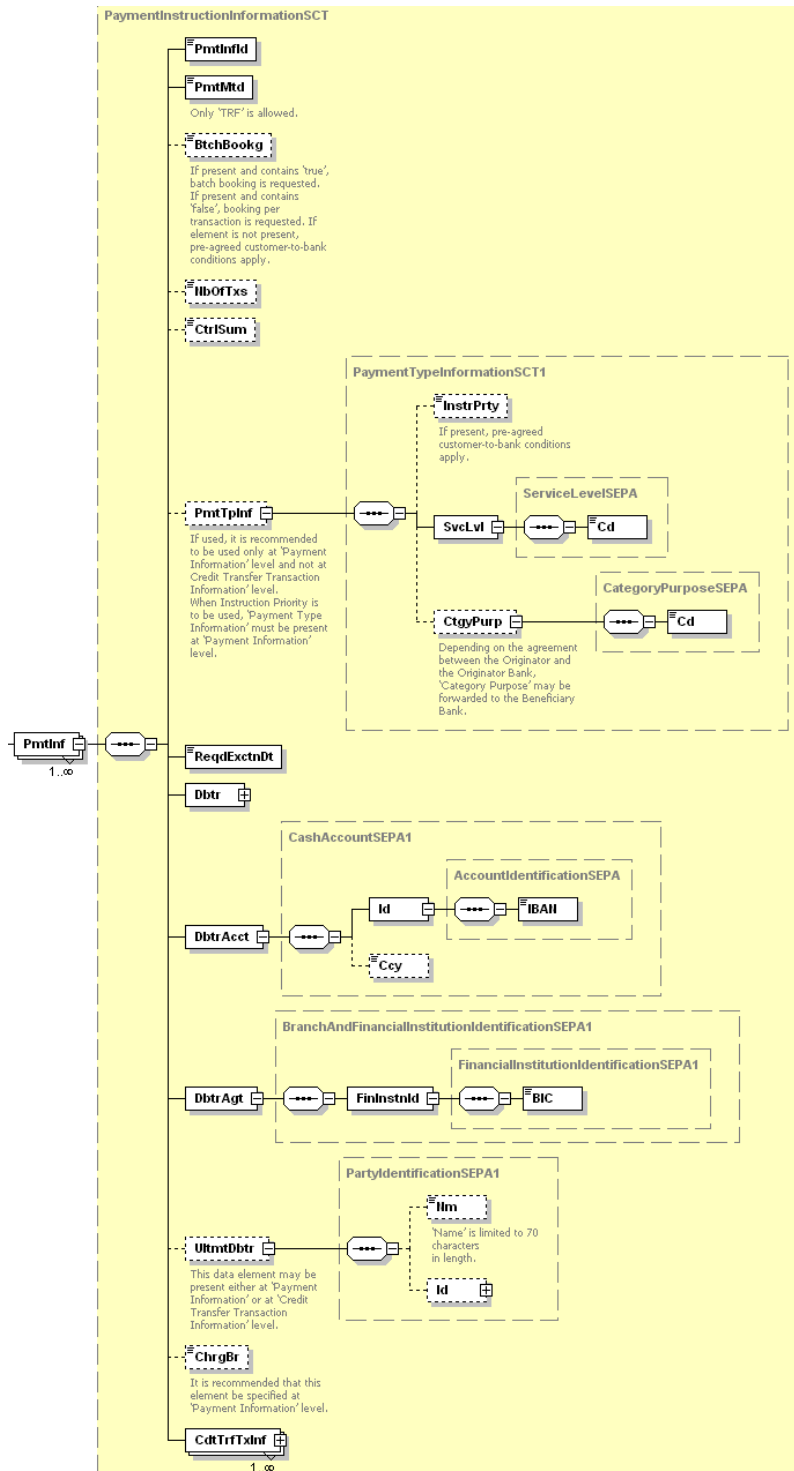 PaymentInstructionInformationSCT
PmtInfId
PmtMtd
Only 'TRF' is allowed.
BtchBookg
If present and contains 'true',
batch booking is requested.
If present and contains
'false', booking per
transaction is requested. If
element is not present,
pre-agreed customer-to-bank
conditions apply.
NbOfTxs
CtrlSum
PaymentTypeInformationSCT1
InstrPrty
If present, pre-agreed
customer-to-bank conditions
apply.
ServiceLevelSEPA
PmtTpInf
SvcLvl
Cd
If used, it is recommended
to be used only at 'Payment
Information' level and not at
Credit Transfer Transaction
Information' level.
When Instruction Priority is
to be used, 'Payment Type
Information' must be present
at 'Payment Information'
level.
CategoryPurposeSEPA
CtgyPurp
Cd
Depending on the agreement
between the Originator and
the Originator Bank,
'Category Purpose' may be
forwarded to the Beneficiary
Bank.
PmtInf
1..∞
ReqdExctnDt
Dbtr
CashAccountSEPA1
AccountIdentificationSEPA
Id
IBAN
DbtrAcct
Ccy
BranchAndFinancialInstitutionIdentificationSEPA1
FinancialInstitutionIdentificationSEPA1
DbtrAgt
FinInstnId
BIC
PartyIdentificationSEPA1
Nm
'Name' is limited to 70
characters
in length.
UltmtDbtr
This data element may be
present either at 'Payment
Information' or at 'Credit
Transfer Transaction
Information' level.
Id
ChrgBr
It is recommended that this
element be specified at
'Payment Information' level.
CdtTrfTxInf
1..∞